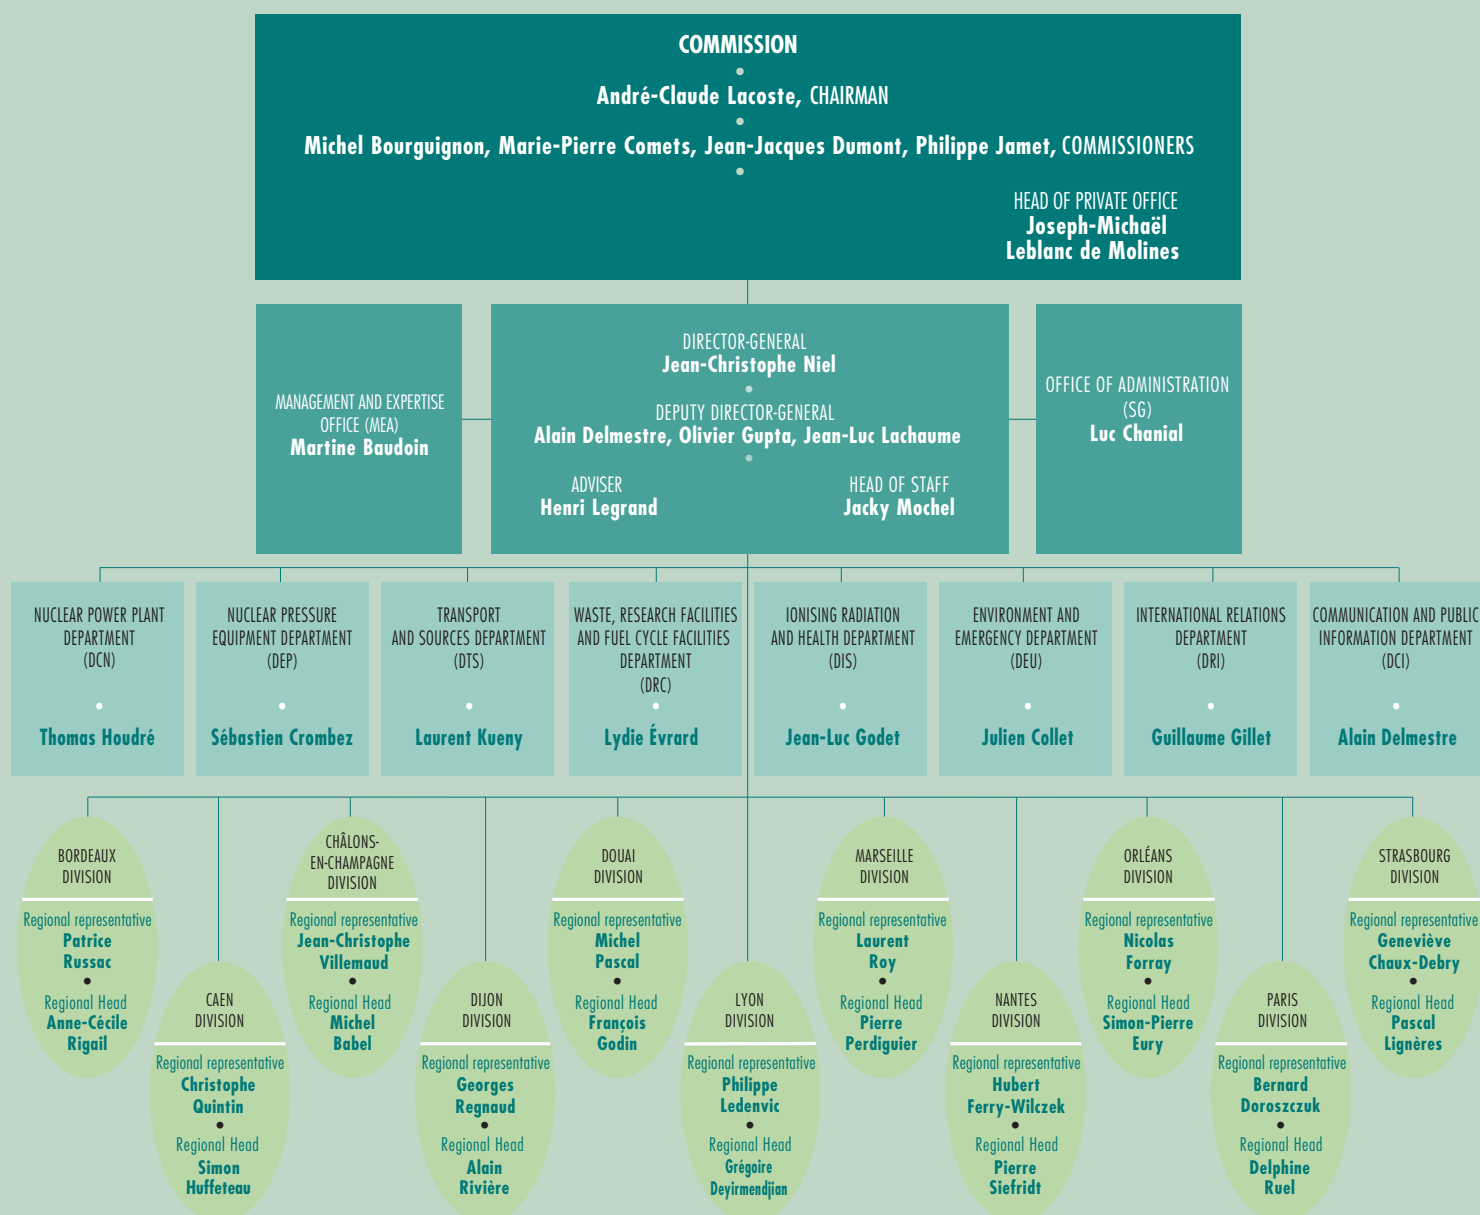 COMMISSION
André-Claude Lacoste, CHAIRMAN
Michel Bourguignon, Marie-Pierre Comets, Jean-Jacques Dumont, Philippe Jamet, COMMISSIONERS
HEAD OF PRIVATE OFFICE
Joseph-Michaël
Leblanc de Molines
MANAGEMENT AND EXPERTISE
OFFICE (MEA)
Martine Baudoin
DIRECTOR-GENERAL
Jean-Christophe Niel
DEPUTY DIRECTOR-GENERAL
Alain Delmestre, Olivier Gupta, Jean-Luc Lachaume
ADVISER
Henri Legrand
HEAD OF STAFF
Jacky Mochel
OFFICE OF ADMINISTRATION
(SG)
Luc Chanial
NUCLEAR POWER PLANT
DEPARTMENT
(DCN)
Thomas Houdré
NUCLEAR PRESSURE
EQUIPMENT DEPARTMENT
(DEP)
Sébastien Crombez
TRANSPORT
AND SOURCES DEPARTMENT
(DTS)
Laurent Kueny
WASTE, RESEARCH FACILITIES
AND FUEL CYCLE FACILITIES
DEPARTMENT
(DRC)
Lydie Évrard
IONISING RADIATION
AND HEALTH DEPARTMENT
(DIS)
Jean-Luc Godet
ENVIRONMENT AND
EMERGENCY DEPARTMENT
(DEU)
Julien Collet
INTERNATIONAL RELATIONS
DEPARTMENT
(DRI)
Guillaume Gillet
COMMUNICATION AND PUBLIC
INFORMATION DEPARTMENT
(DCI)
Alain Delmestre
BORDEAUX
DIVISION
Regional representative
Patrice
Russac
Regional Head
Anne-Cécile
Rigail
CAEN
DIVISION
Regional representative
Christophe
Quintin
Regional Head
Simon
Huffeteau
CHÂLONS-
EN-CHAMPAGNE
DIVISION
Regional representative
Jean-Christophe
Villemaud
Regional Head
Michel
Babel
DIJON
DIVISION
Regional representative
Georges
Regnaud
Regional Head
Alain
Rivière
DOUAI
DIVISION
Regional representative
Michel
Pascal
Regional Head
François
Godin
LYON
DIVISION
Regional representative
Philippe
Ledenvic
Regional Head
Grégoire
Deyirmendjian
MARSEILLE
DIVISION
Regional representative
Laurent
Roy
Regional Head
Pierre
Perdiguier
NANTES
DIVISION
Regional representative
Hubert
Ferry-Wilczek
Regional Head
Pierre
Siefridt
ORLÉANS
DIVISION
Regional representative
Nicolas
Forray
Regional Head
Simon-Pierre
Eury
PARIS
DIVISION
Regional representative
Bernard
Doroszczuk
Regional Head
Delphine
Ruel
STRASBOURG
DIVISION
Regional representative
Geneviève
Chaux-Debry
Regional Head
Pascal
Lignères